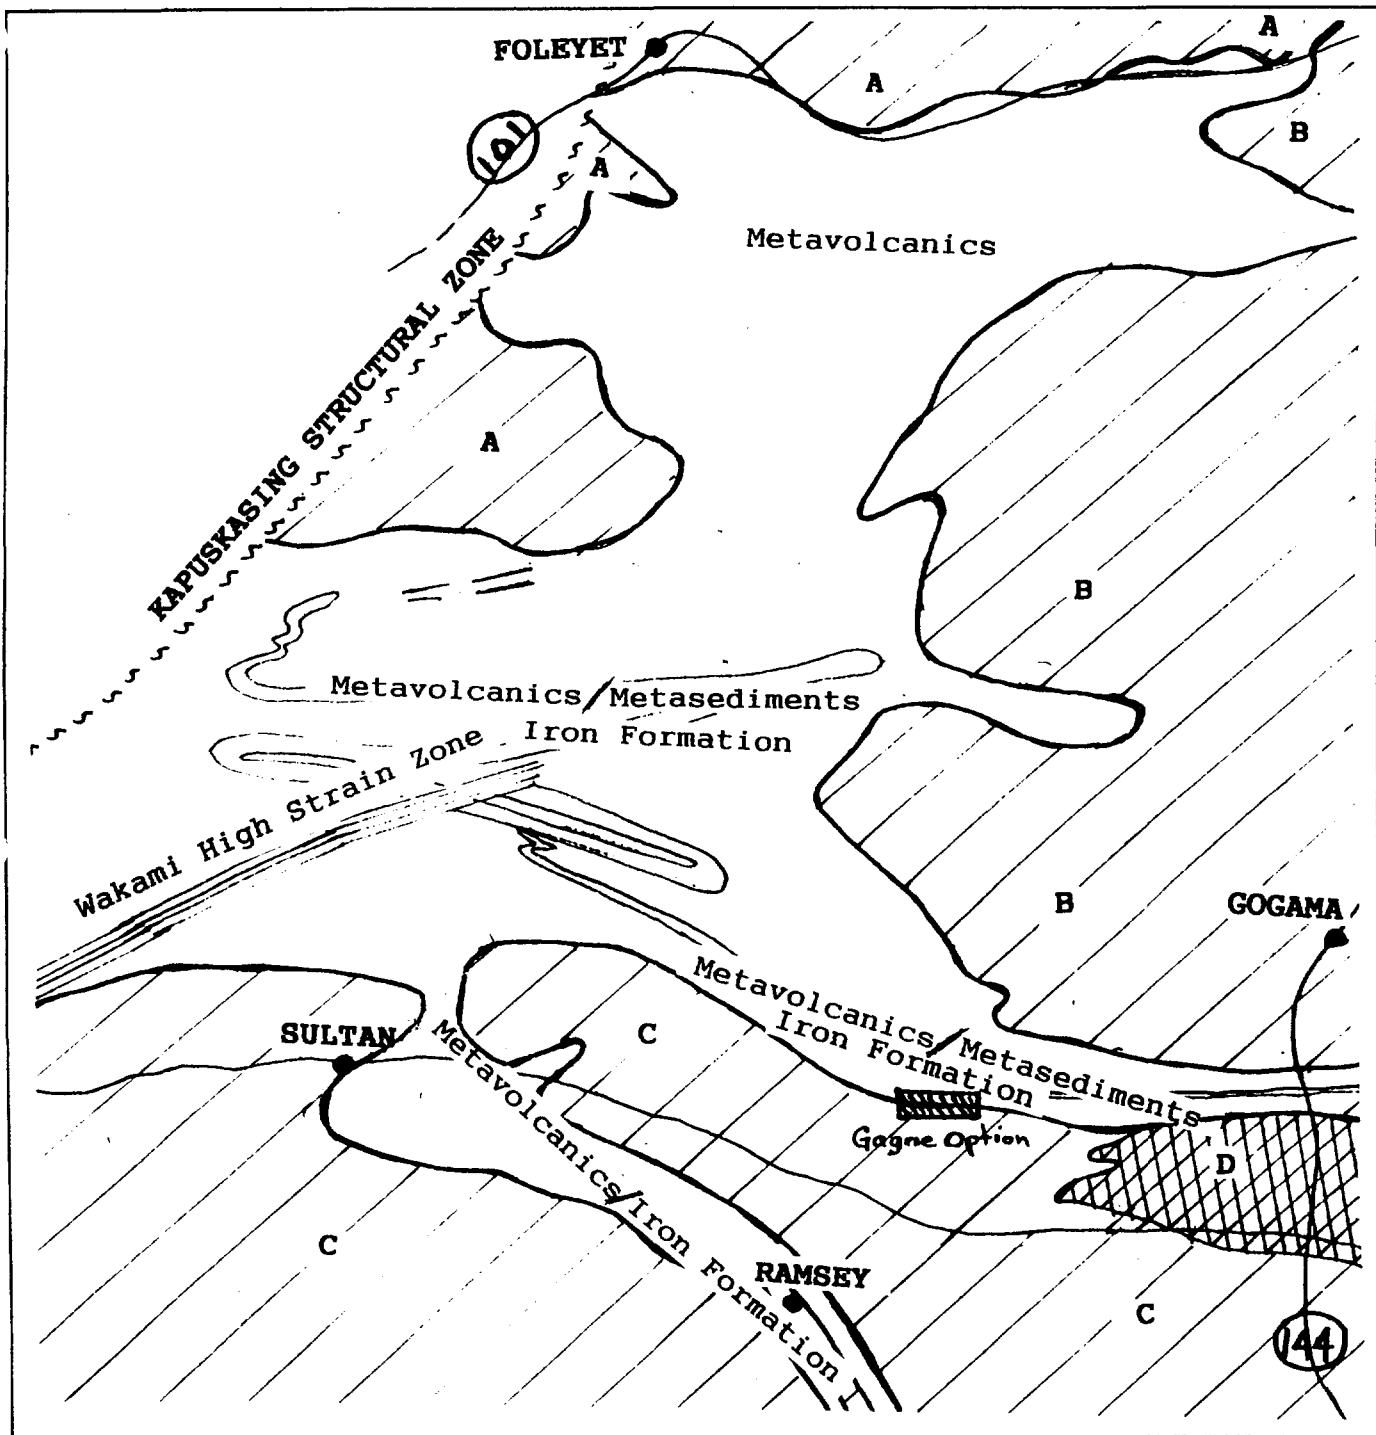 FOLEYET
A
A
101
B
A
Metavolcanics
KAPUSKASING STRUCTURAL ZONE
A
B
Metavolcanics/Metasediments
Iron Formation
Wakami High Strain Zone
B
GOGAMA
Metavolcanics/Metasediments
Iron Formation
C
SULTAN
Metavolcanics/Iron Formation
Gagne Option
D
C
RAMSEY
C
144